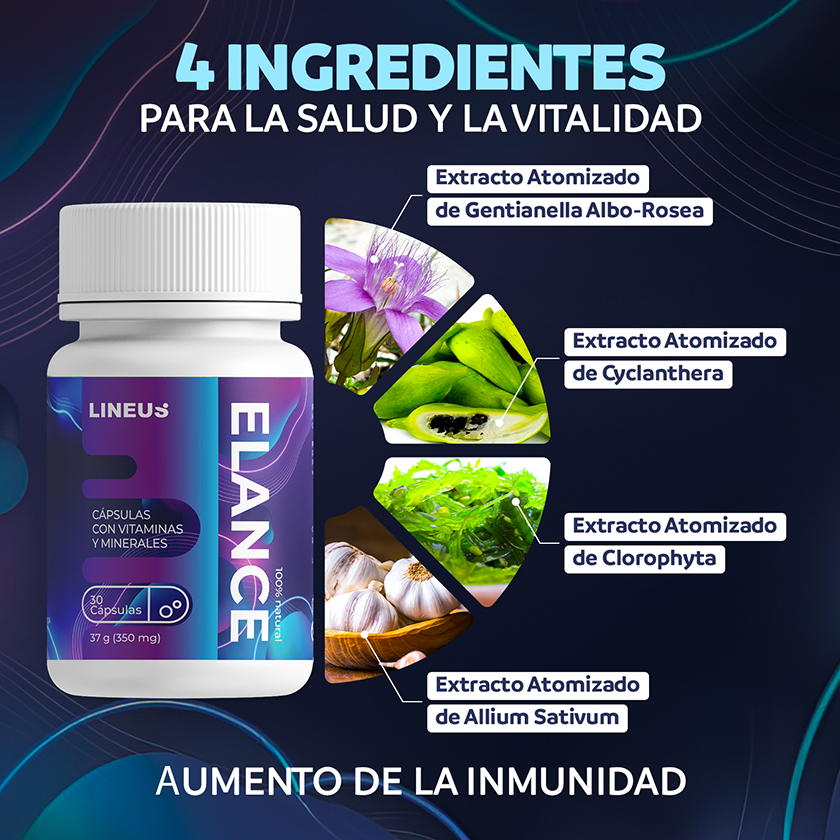 4 INGREDIENTES
PARA LA SALUD Y LA VITALIDAD
Extracto Atomizado
de Gentianella Albo-Rosea
Extracto Atomizado
de Cyclanthera
Extracto Atomizado
de Clorophyta
Extracto Atomizado
de Allium Sativum
LINEUS
ELANCE
100% natural
CÁPSULAS
CON VITAMINAS
Y MINERALES
30
Cápsulas
37 g (350 mg)
AUMENTO DE LA INMUNIDAD